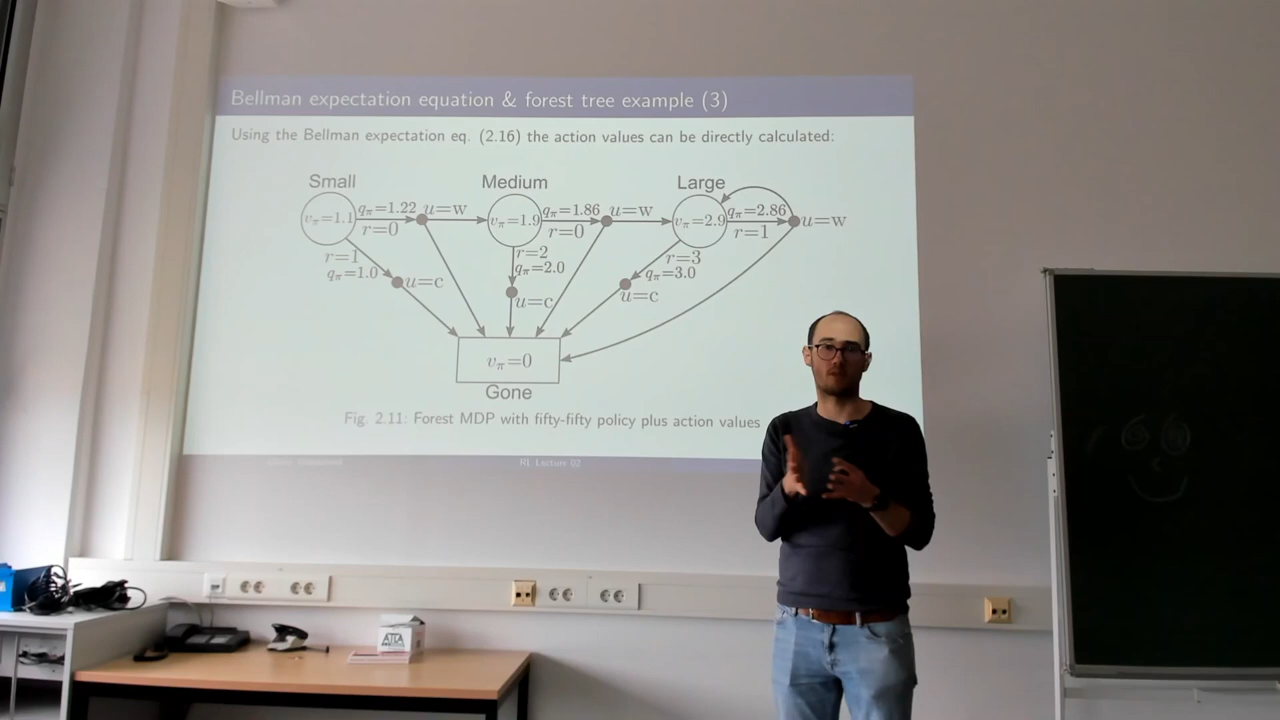 Bellman expectation equation & forest tree example (3)
Using the Bellman expectation eq. (2.16) the action values can be directly calculated:
Small
Medium
Large
vπ=1.1
qπ=1.22
r=0
u=w
vπ=1.9
qπ=1.86
r=0
u=w
vπ=2.9
qπ=2.86
r=1
u=w
r=1
qπ=1.0
u=c
r=2
qπ=2.0
u=c
r=3
qπ=3.0
u=c
vπ=0
Gone
Fig. 2.11: Forest MDP with fifty-fifty policy plus action values
RL Lecture 02